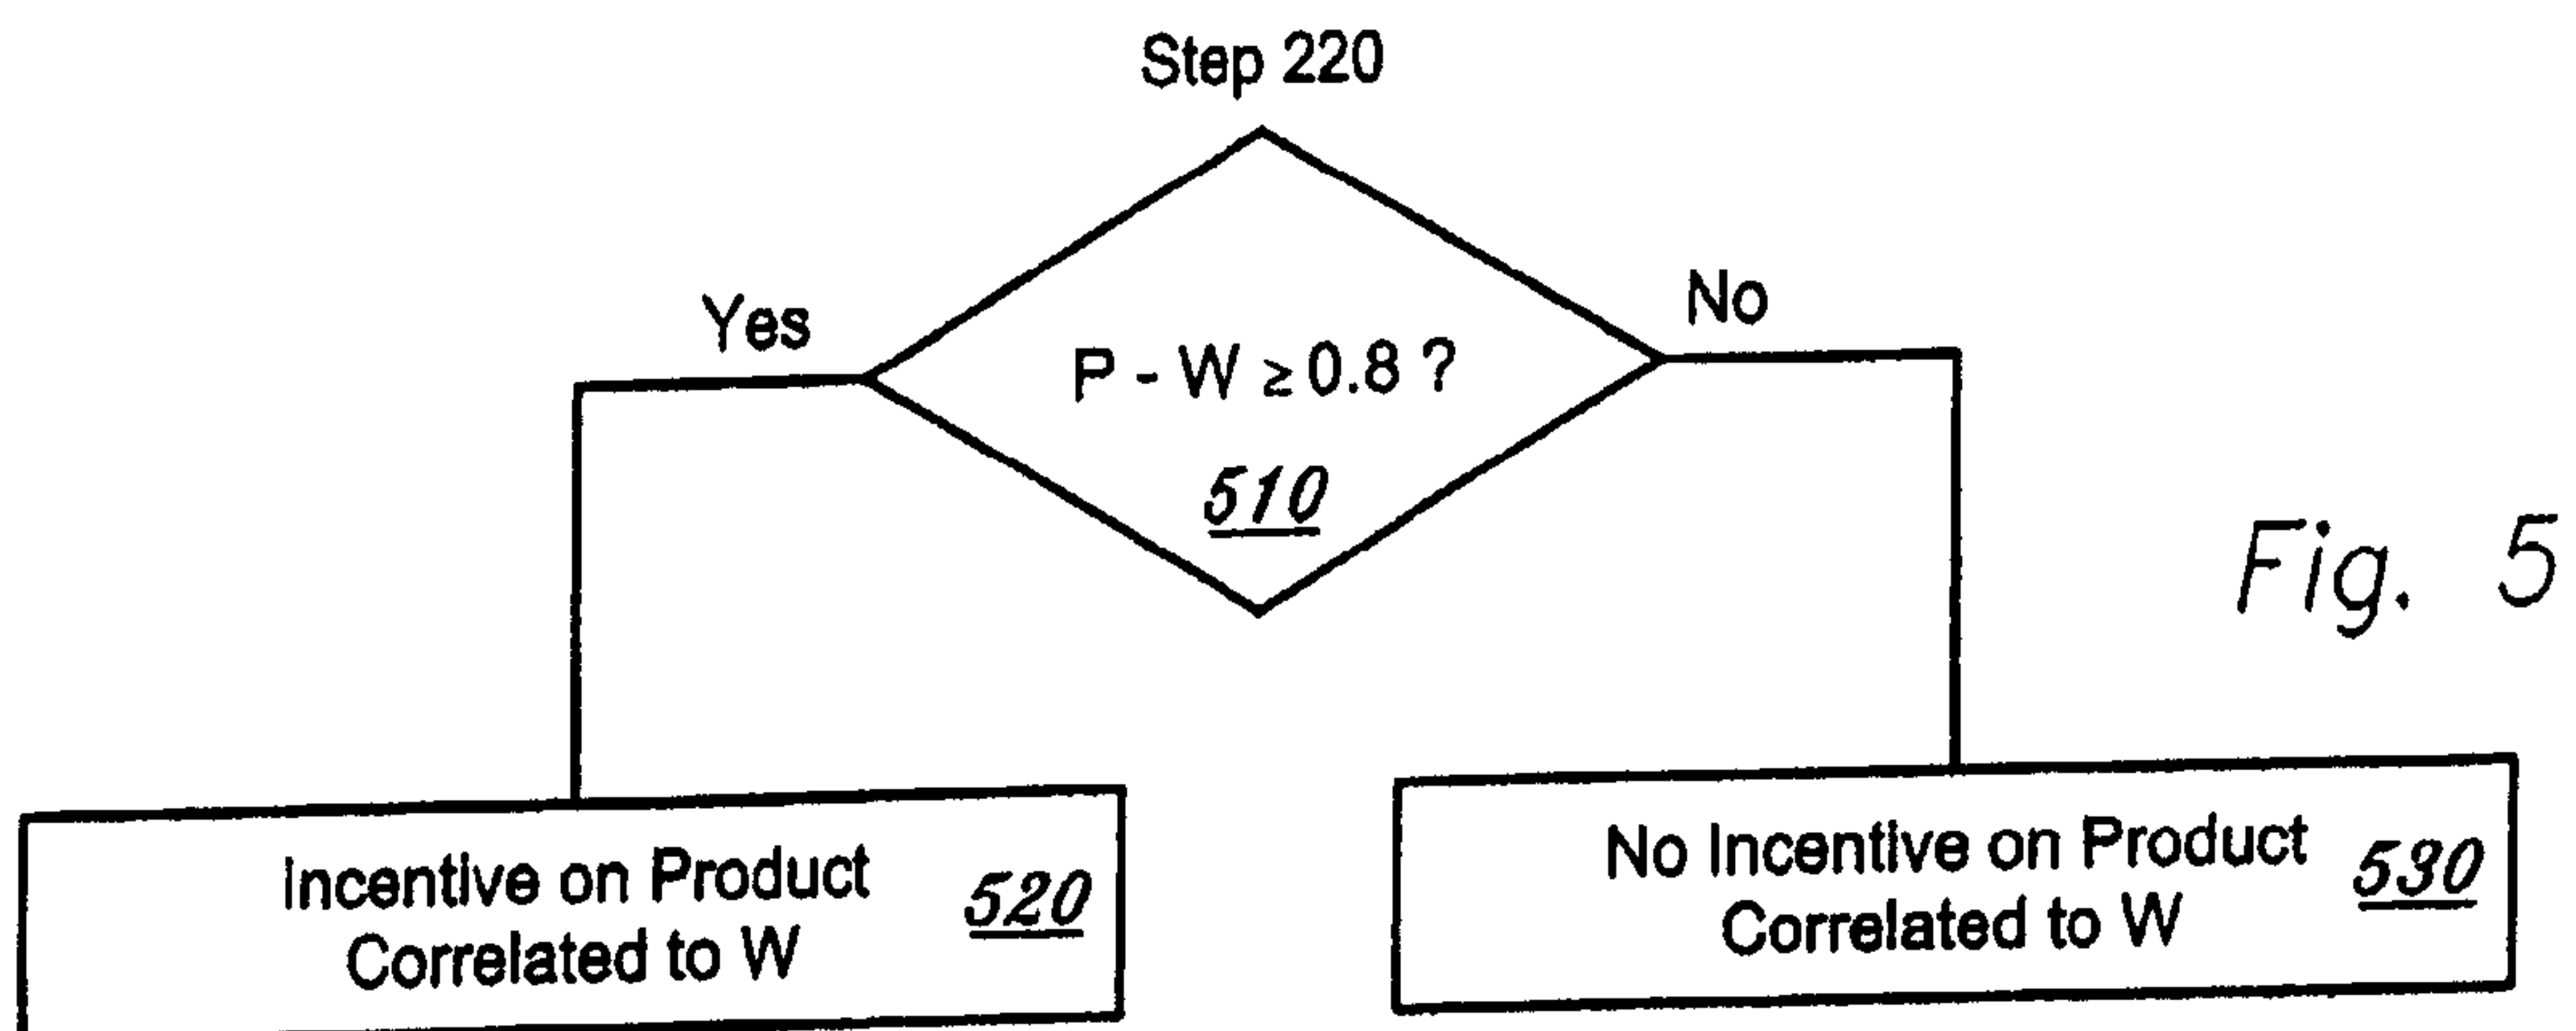 Step 220
Yes
No
P - W ≥ 0.8 ?
510
Fig. 5
Incentive on Product
Correlated to W
520
No Incentive on Product
Correlated to W
530